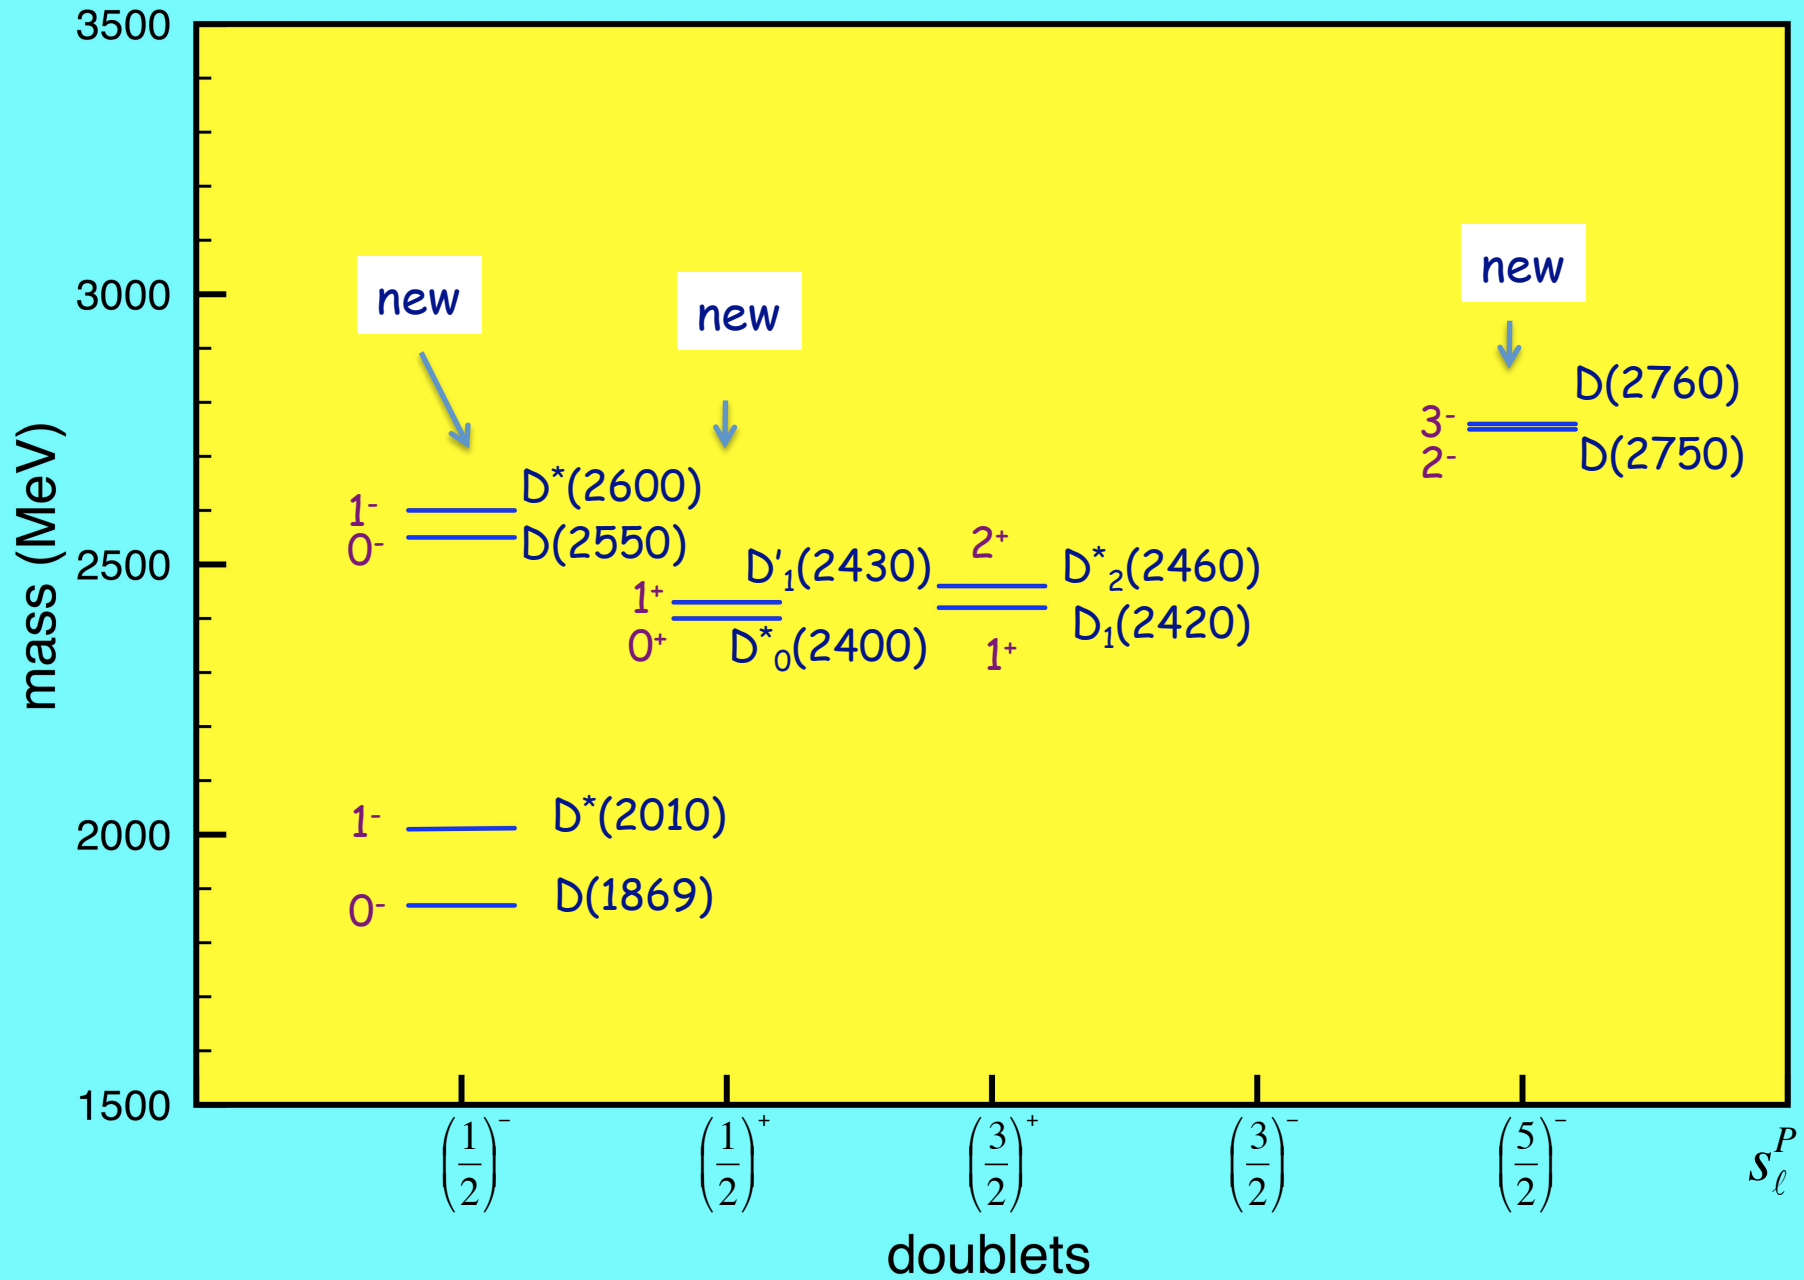 3500
3000
2500
2000
1500
mass (MeV)
new
new
new
D(2760)
3⁻
2⁻
D(2750)
D*(2600)
1⁻
0⁻
D(2550)
2⁺
D'₁(2430)
D*₂(2460)
1⁺
0⁺
D*₀(2400)
D₁(2420)
1⁺
1⁻
D*(2010)
0⁻
D(1869)
(1/2)⁻ (1/2)⁺ (3/2)⁺ (3/2)⁻ (5/2)⁻ s_ℓ^P
doublets